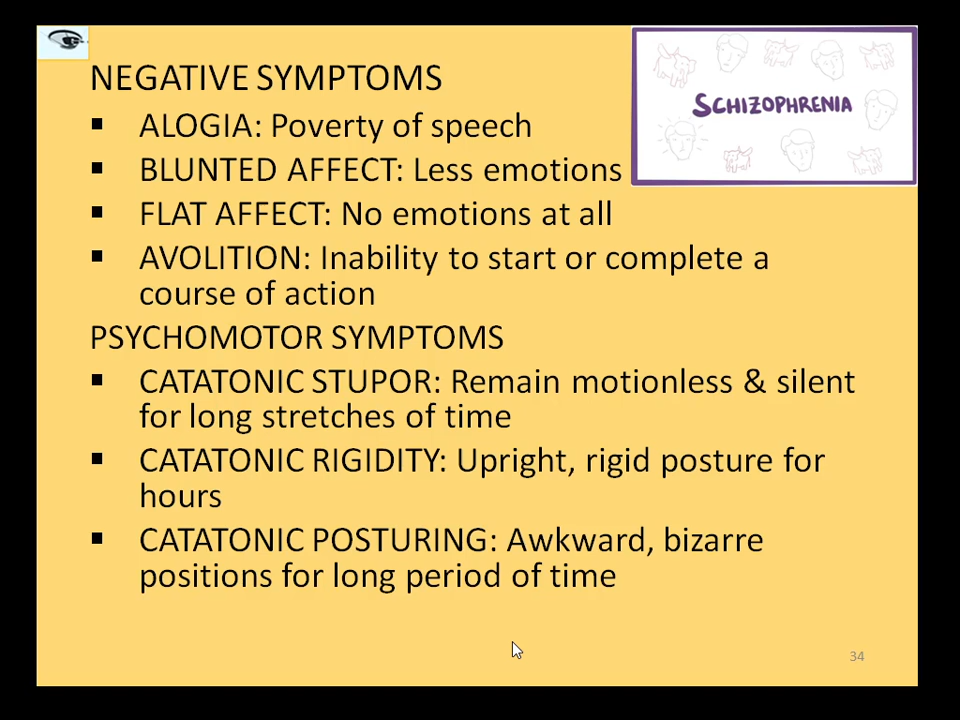 NEGATIVE SYMPTOMS
SCHIZOPHRENIA
▪ ALOGIA: Poverty of speech
▪ BLUNTED AFFECT: Less emotions
▪ FLAT AFFECT: No emotions at all
▪ AVOLITION: Inability to start or complete a
course of action
PSYCHOMOTOR SYMPTOMS
▪ CATATONIC STUPOR: Remain motionless & silent
for long stretches of time
▪ CATATONIC RIGIDITY: Upright, rigid posture for
hours
▪ CATATONIC POSTURING: Awkward, bizarre
positions for long period of time
34